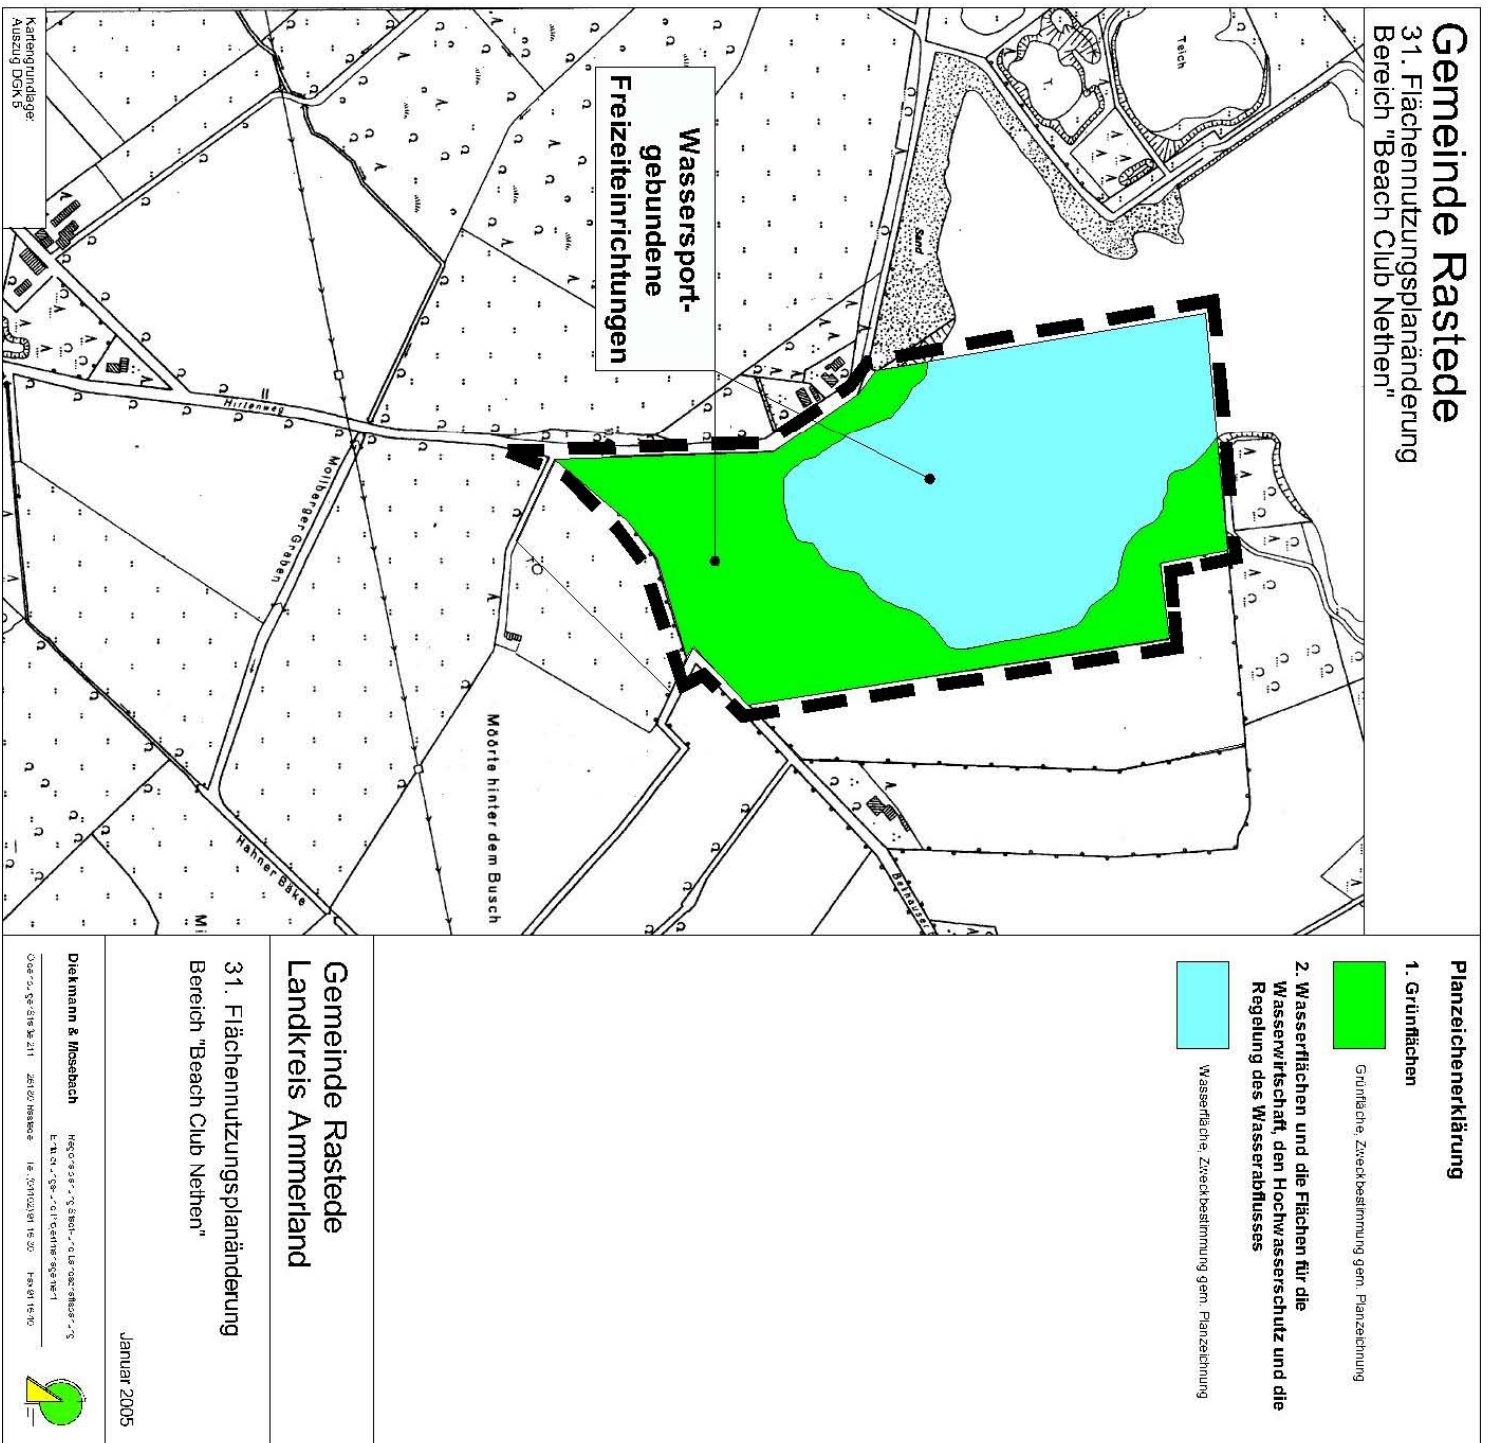 Gemeinde Rastede
31. Flächennutzungsplanänderung
Bereich "Beach Club Nethen"
Teich
T.
Sand
Wassersport-
gebundene
Freizeiteinrichtungen
Hirtenweg
Mollberger Graben
Möörte hinter dem Busch
Hahner Bäke
Mi
Kartengrundlage:
Auszug DGK 5
Planzeichenerklärung
1. Grünflächen
Grünfläche, Zweckbestimmung gem. Planzeichnung
2. Wasserflächen und die Flächen für die
Wasserwirtschaft, den Hochwasserschutz und die
Regelung des Wasserabflusses
Wasserfläche, Zweckbestimmung gem. Planzeichnung
Gemeinde Rastede
Landkreis Ammerland
31. Flächennutzungsplanänderung
Bereich "Beach Club Nethen"
Januar 2005
Diekmann & Mosebach